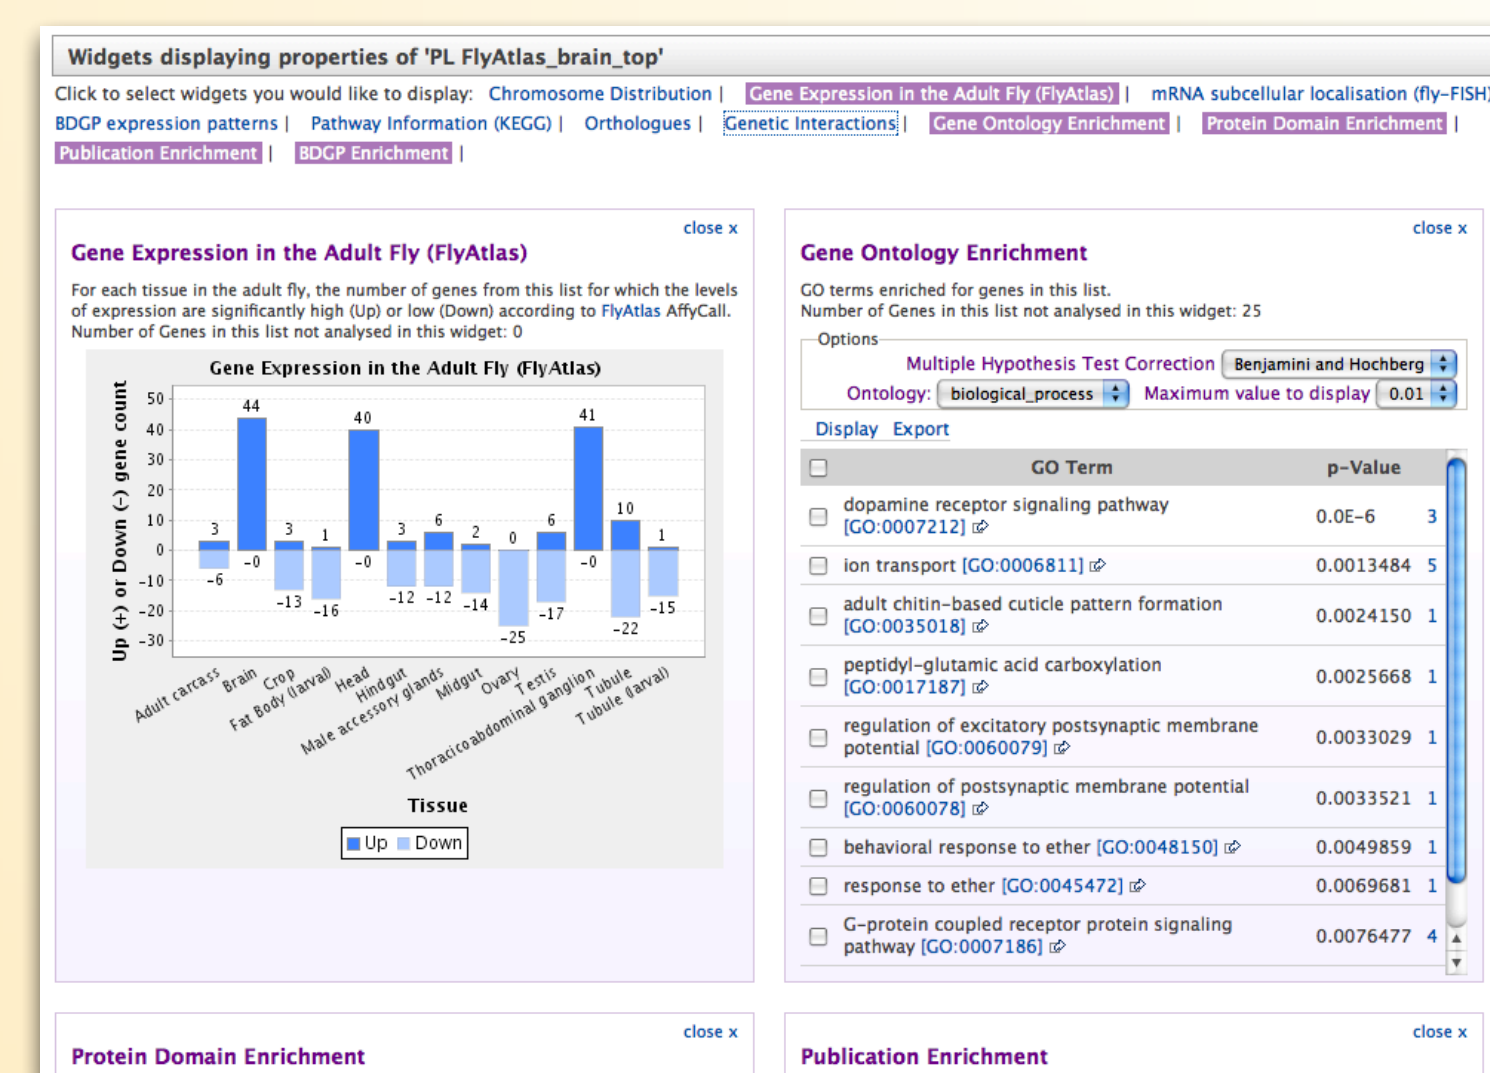 Widgets displaying properties of 'PL FlyAtlas_brain_top'
Click to select widgets you would like to display: Chromosome Distribution | Gene Expression in the Adult Fly (FlyAtlas) | mRNA subcellular localisation (fly-FISH)
BDGP expression patterns | Pathway Information (KEGG) | Orthologues | Genetic Interactions | Gene Ontology Enrichment | Protein Domain Enrichment |
Publication Enrichment | BDGP Enrichment |
close x
Gene Expression in the Adult Fly (FlyAtlas)
For each tissue in the adult fly, the number of genes from this list for which the levels
of expression are significantly high (Up) or low (Down) according to FlyAtlas AffyCall.
Number of Genes in this list not analysed in this widget: 0
Gene Expression in the Adult Fly (FlyAtlas)
Up (+) or Down (-) gene count
50
40
30
20
10
0
-10
-20
-30
3
44
3
1
40
3
6
2
0
6
41
10
1
-6
-0
-13
-16
-0
-12
-12
-14
-25
-17
-0
-22
-15
Adult carcass
Brain
Crop
Fat Body (larval)
Head
Hindgut
Male accessory glands
Midgut
Ovary
Testis
Thoracicoabdominal ganglion
Tubule
Tubule (larval)
Tissue
Up Down
close x
Gene Ontology Enrichment
GO terms enriched for genes in this list.
Number of Genes in this list not analysed in this widget: 25
Options
Multiple Hypothesis Test Correction Benjamini and Hochberg
Ontology: biological_process Maximum value to display 0.01
Display Export
GO Term p-Value
dopamine receptor signaling pathway
[GO:0007212] 0.0E-6 3
ion transport [GO:0006811] 0.0013484 5
adult chitin-based cuticle pattern formation
[GO:0035018] 0.0024150 1
peptidyl-glutamic acid carboxylation
[GO:0017187] 0.0025668 1
regulation of excitatory postsynaptic membrane
potential [GO:0060079] 0.0033029 1
regulation of postsynaptic membrane potential
[GO:0060078] 0.0033521 1
behavioral response to ether [GO:0048150] 0.0049859 1
response to ether [GO:0045472] 0.0069681 1
G-protein coupled receptor protein signaling
pathway [GO:0007186] 0.0076477 4
close x
Protein Domain Enrichment
close x
Publication Enrichment